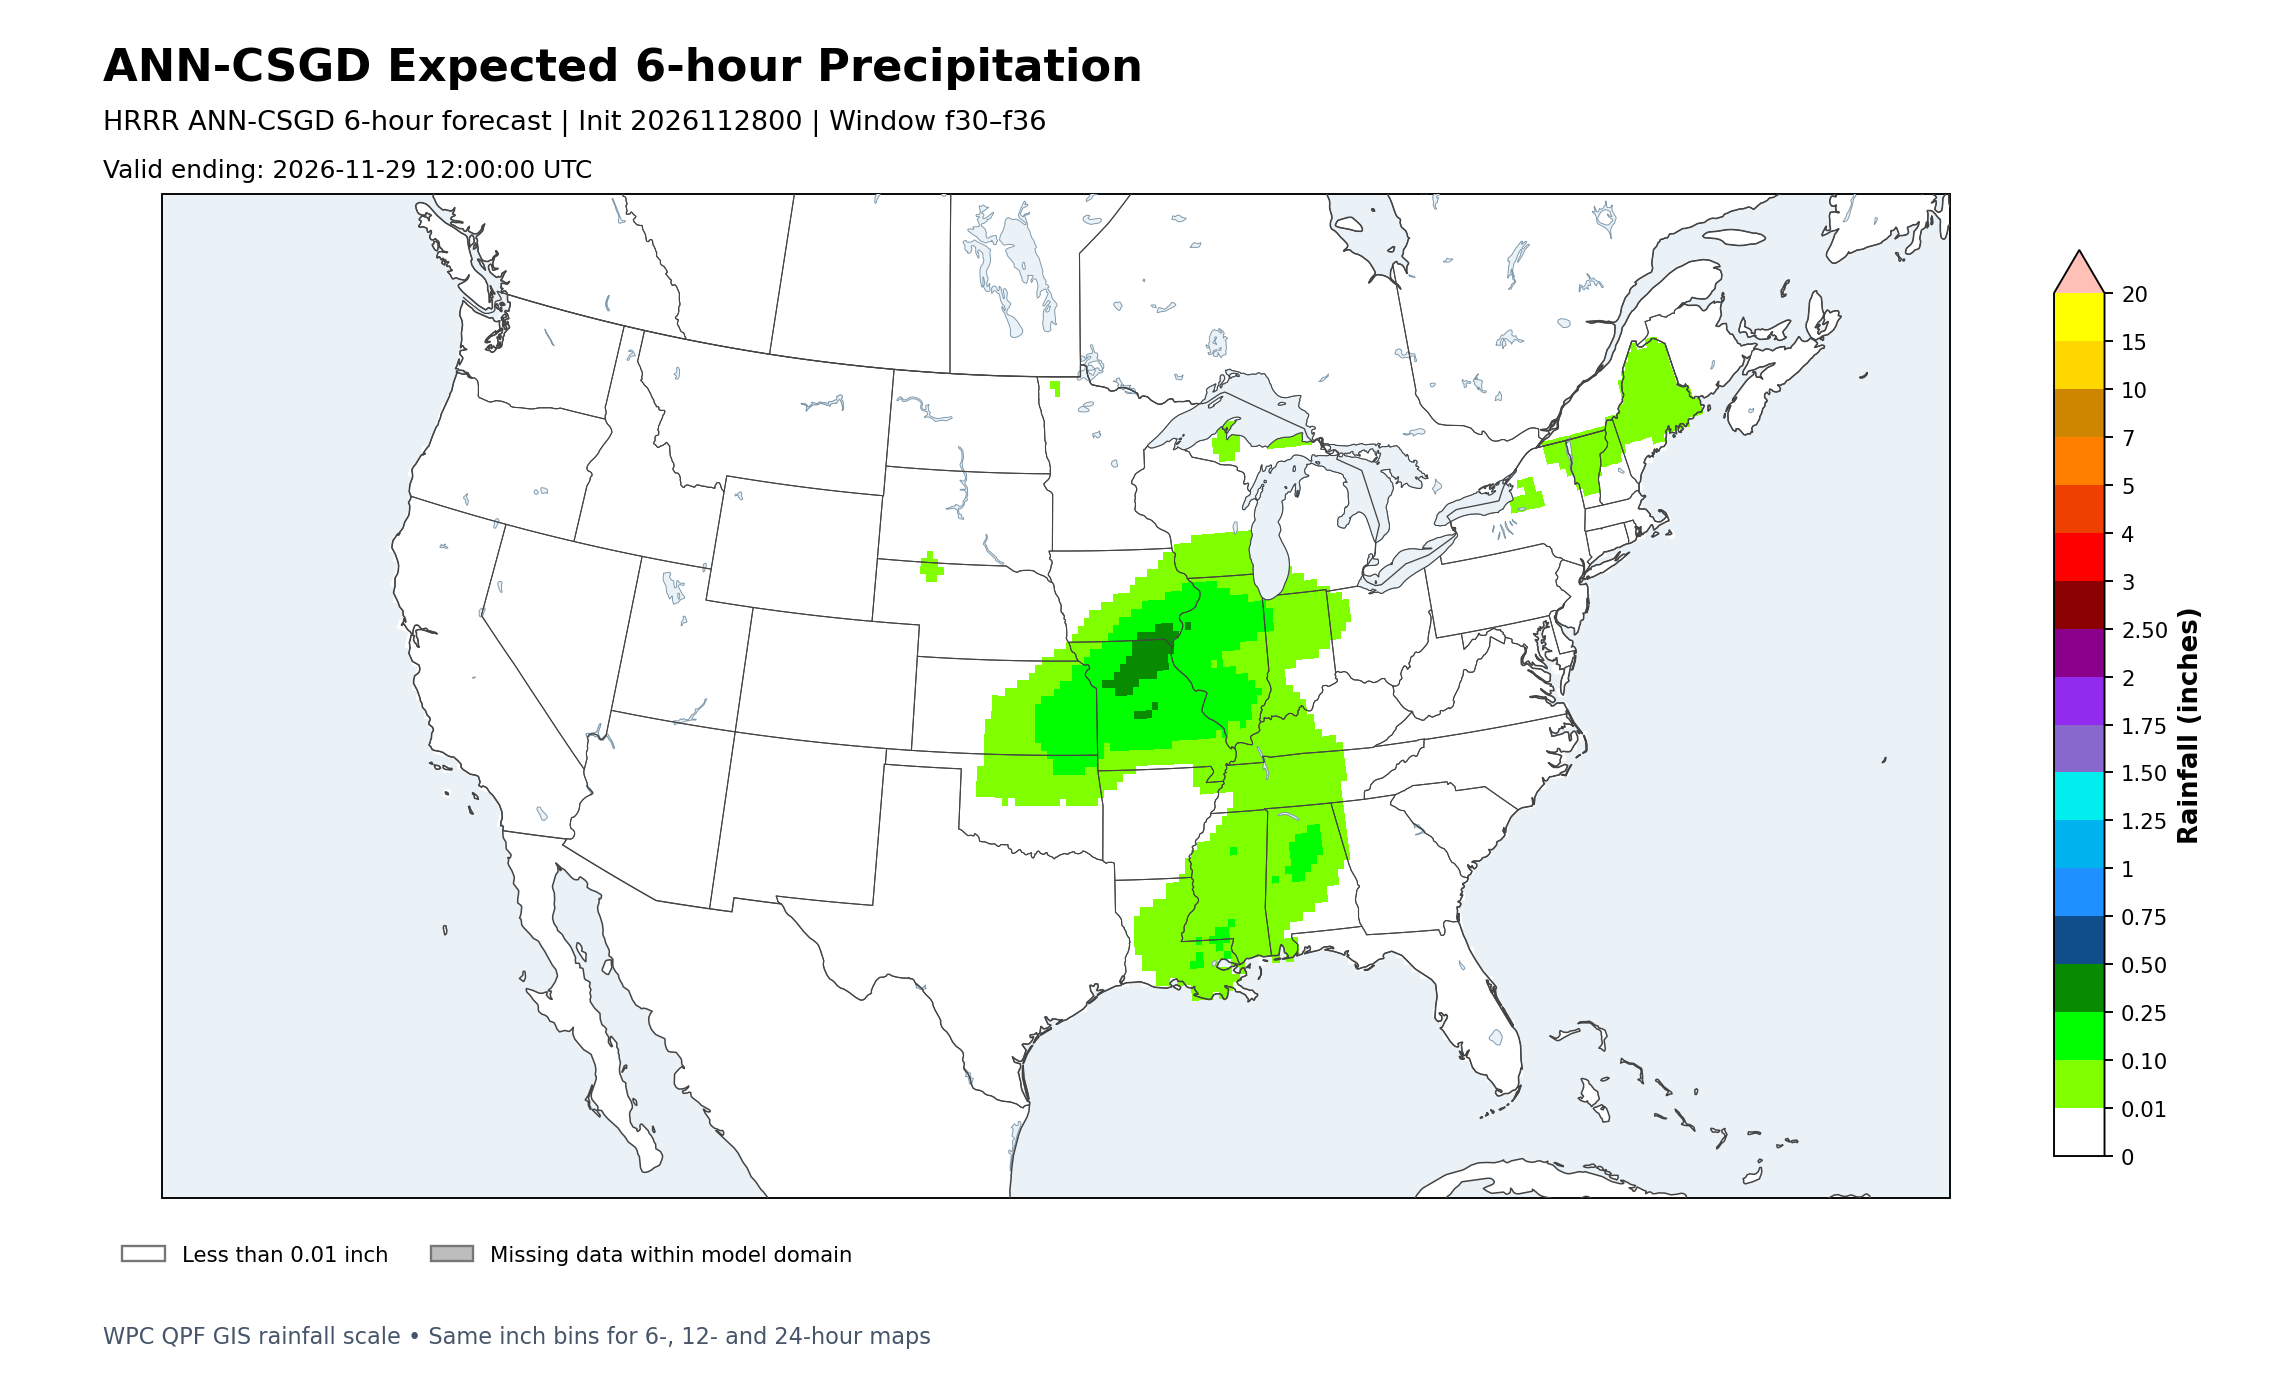 ANN-CSGD Expected 6-hour Precipitation
HRRR ANN-CSGD 6-hour forecast | Init 2026112800 | Window f30–f36
Valid ending: 2026-11-29 12:00:00 UTC
20
15
10
7
5
4
3
2.50
2
1.75
1.50
1.25
1
0.75
0.50
0.25
0.10
0.01
0
Rainfall (inches)
Less than 0.01 inch
Missing data within model domain
WPC QPF GIS rainfall scale • Same inch bins for 6-, 12- and 24-hour maps